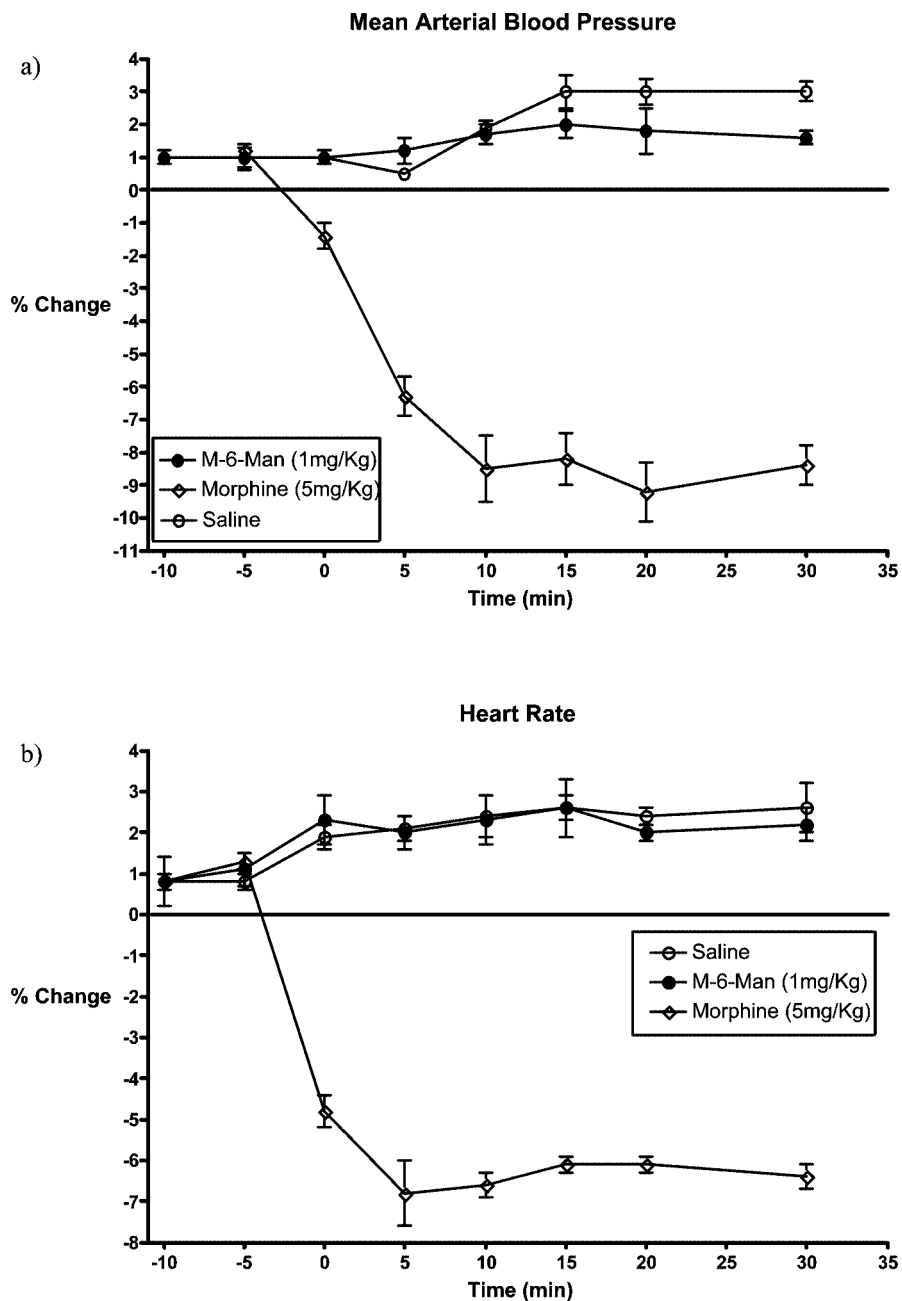 Mean Arterial Blood Pressure
a)
4
3
2
1
0
-1
-2
-3
-4
-5
-6
-7
-8
-9
-10
-11
% Change
M-6-Man (1mg/Kg)
Morphine (5mg/Kg)
Saline
-10 -5 0 5 10 15 20 30 35
Time (min)
Heart Rate
b)
4
3
2
1
0
-1
-2
-3
-4
-5
-6
-7
-8
% Change
Saline
M-6-Man (1mg/Kg)
Morphine (5mg/Kg)
-10 -5 0 5 10 15 20 30 35
Time (min)